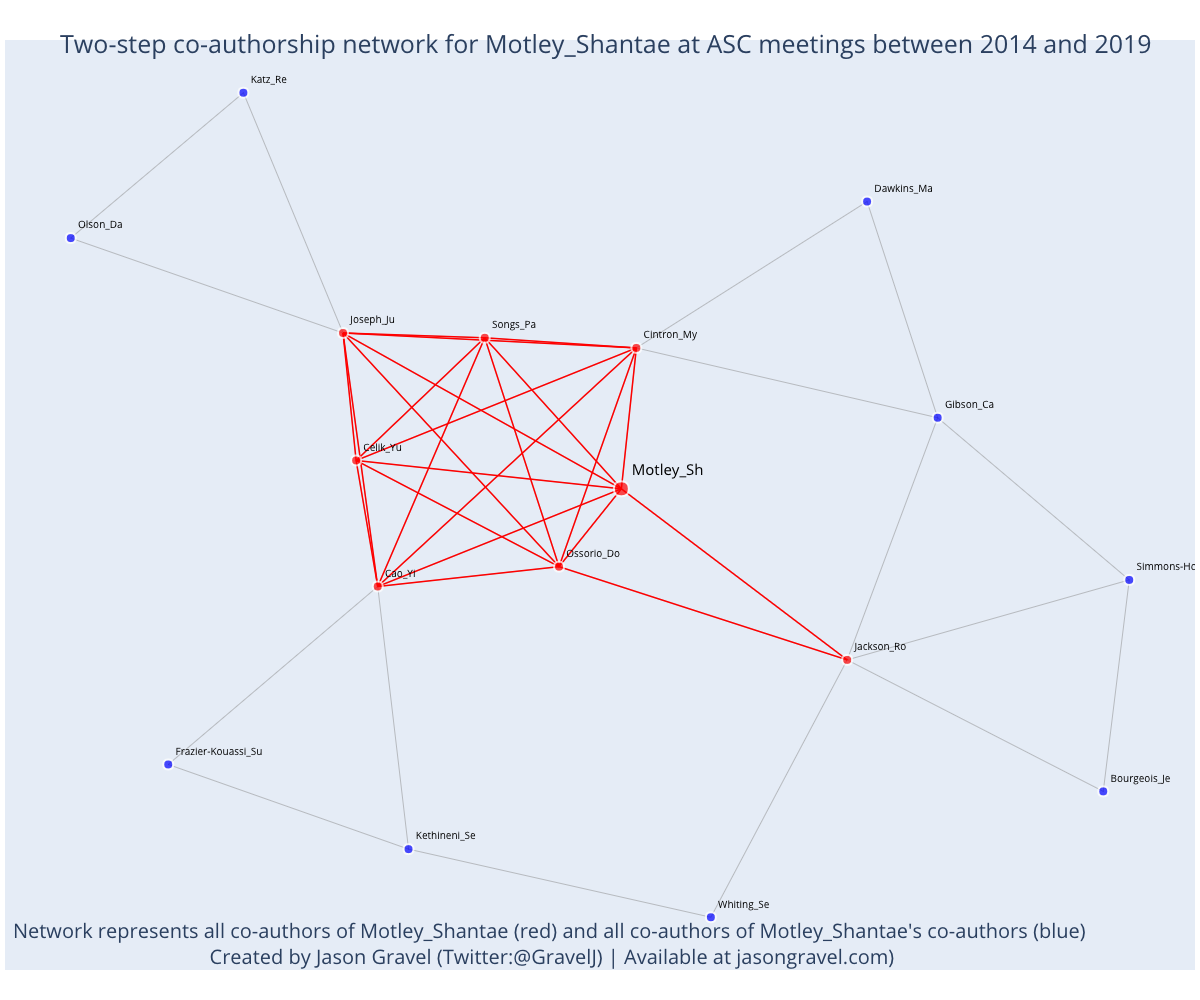 Two-step co-authorship network for Motley_Shantae at ASC meetings between 2014 and 2019
Katz_Re
Dawkins_Ma
Olson_Da
Joseph_Ju
Songs_Pa
Cintron_My
Gibson_Ca
Celik_Yu
Motley_Sh
Ossorio_Do
Simmons-Ho
Cao_Yi
Jackson_Ro
Frazier-Kouassi_Su
Bourgeois_Je
Kethineni_Se
Whiting_Se
Network represents all co-authors of Motley_Shantae (red) and all co-authors of Motley_Shantae's co-authors (blue)
Created by Jason Gravel (Twitter:@GravelJ) | Available at jasongravel.com)